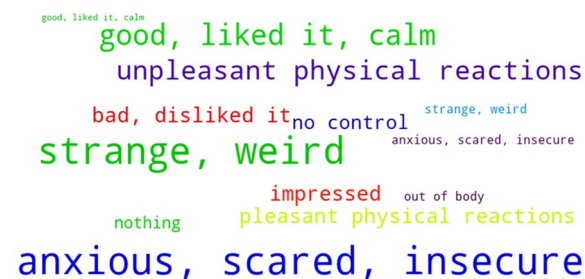 good, liked it, calm
good, liked it, calm
unpleasant physical reactions
bad, disliked it
strange, weird
no control
anxious, scared, insecure
strange, weird
impressed
out of body
pleasant physical reactions
nothing
anxious, scared, insecure